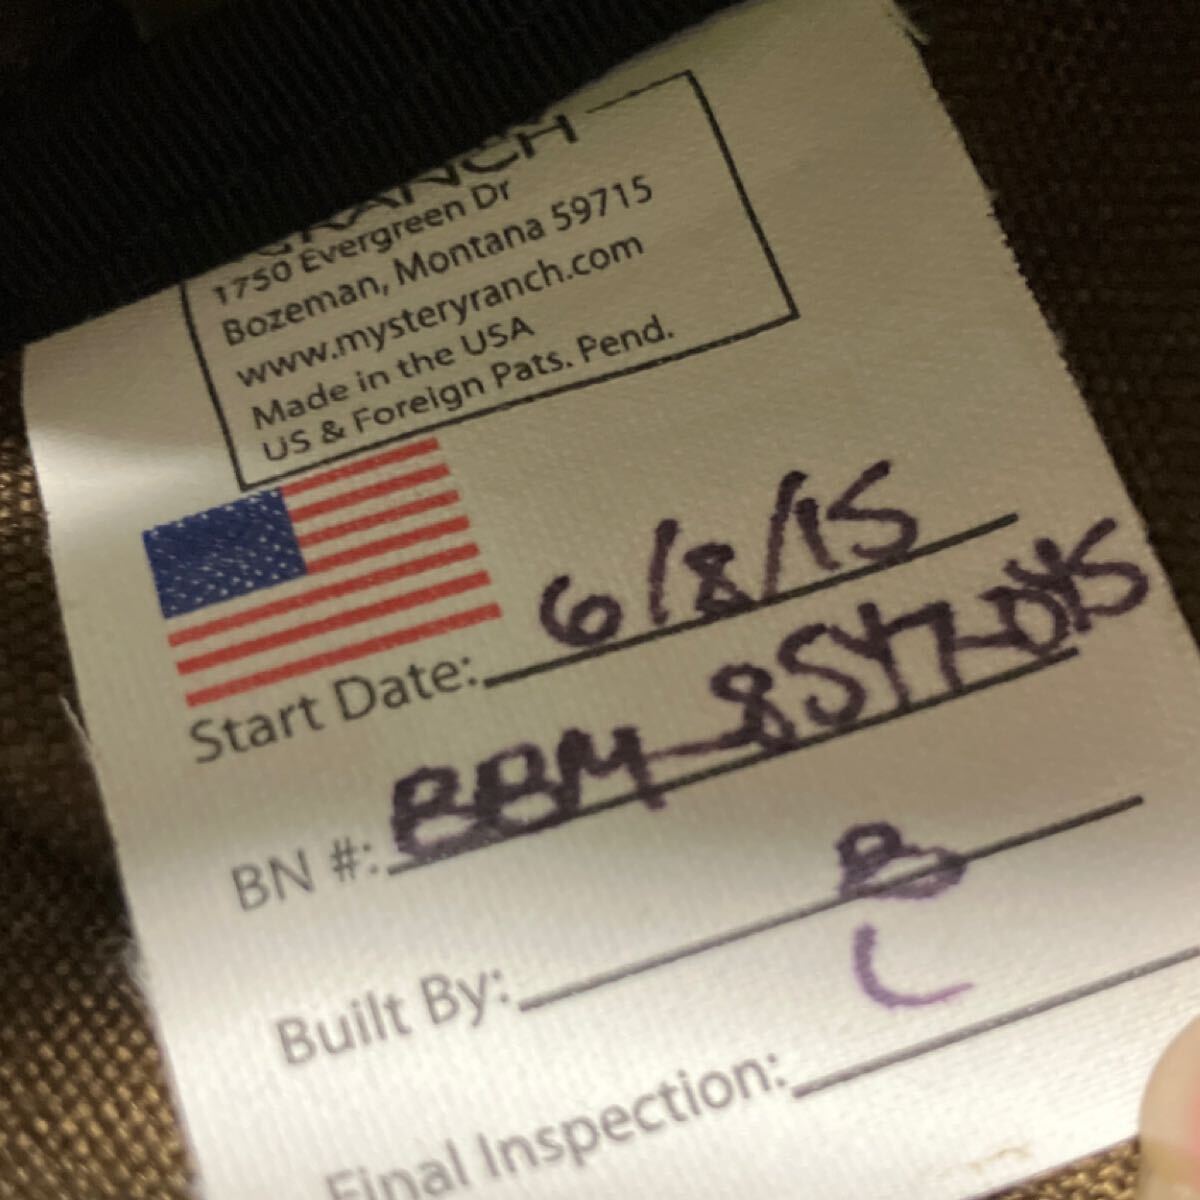 RANCH
1750 Evergreen Dr
Bozeman, Montana 59715
www.mysteryranch.com
Made in the USA
US & Foreign Pats. Pend.
Start Date: 6/8/15
BN #: BBM-
Built By: B
Final Inspection: